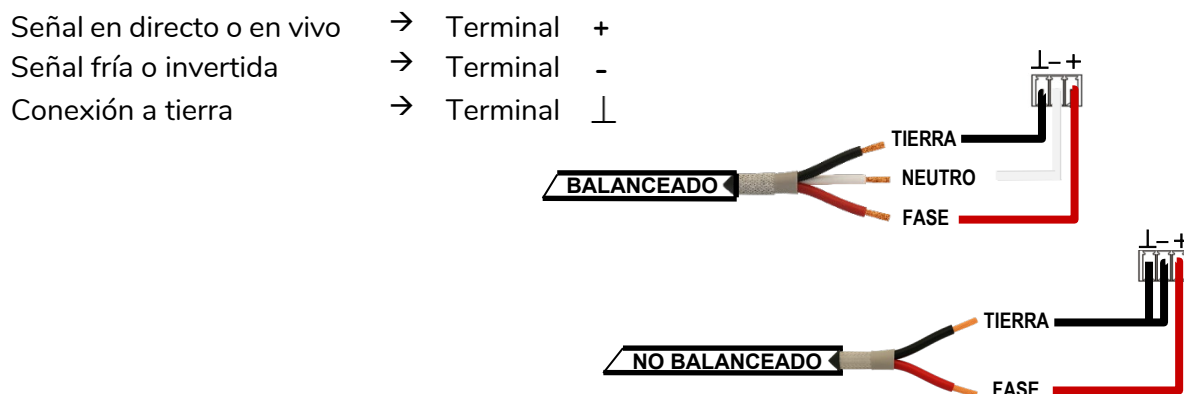 Señal en directo o en vivo → Terminal +
Señal fría o invertida → Terminal -
Conexión a tierra → Terminal ⊥
⊥ - +
TIERRA
BALANCEADO
NEUTRO
FASE
⊥ - +
TIERRA
NO BALANCEADO
FASE